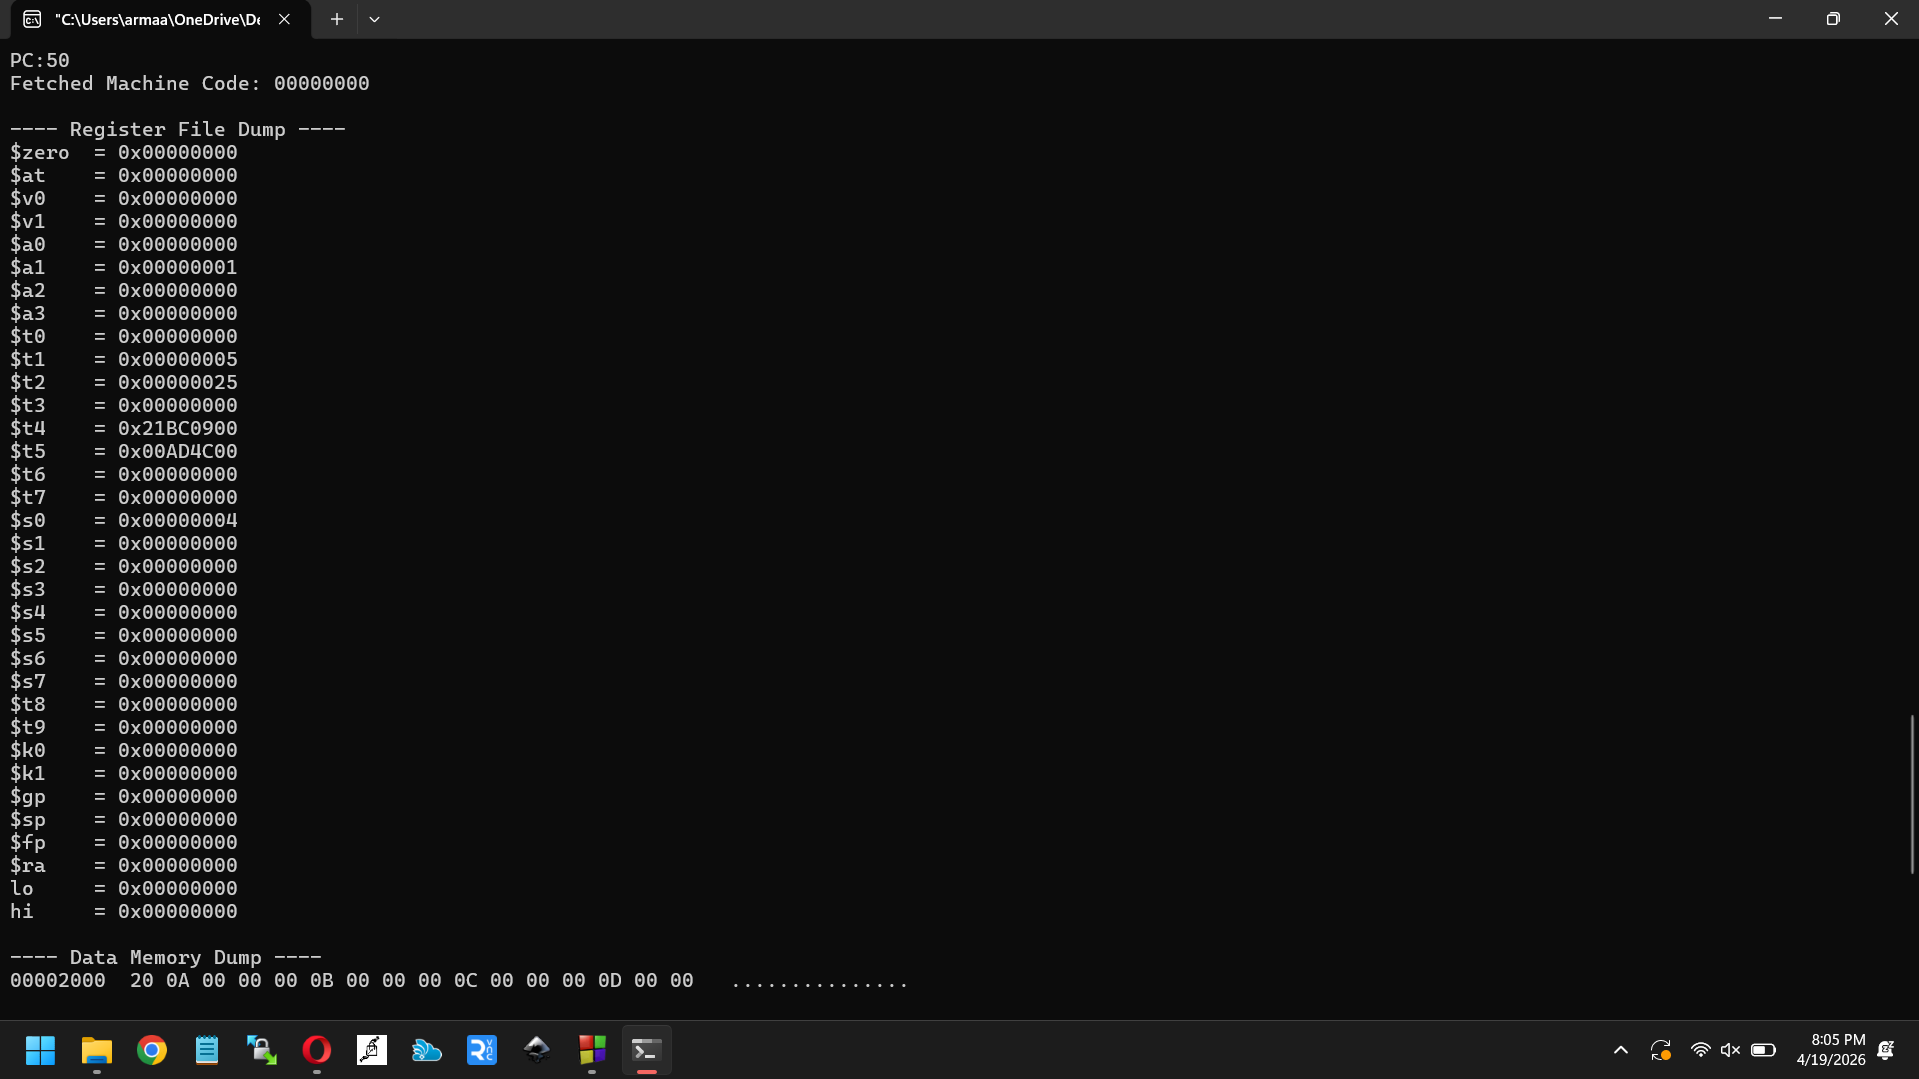 "C:\Users\armaa\OneDrive\De
PC:50
Fetched Machine Code: 00000000
---- Register File Dump ----
$zero  = 0x00000000
$at    = 0x00000000
$v0    = 0x00000000
$v1    = 0x00000000
$a0    = 0x00000000
$a1    = 0x00000001
$a2    = 0x00000000
$a3    = 0x00000000
$t0    = 0x00000000
$t1    = 0x00000005
$t2    = 0x00000025
$t3    = 0x00000000
$t4    = 0x21BC0900
$t5    = 0x00AD4C00
$t6    = 0x00000000
$t7    = 0x00000000
$s0    = 0x00000004
$s1    = 0x00000000
$s2    = 0x00000000
$s3    = 0x00000000
$s4    = 0x00000000
$s5    = 0x00000000
$s6    = 0x00000000
$s7    = 0x00000000
$t8    = 0x00000000
$t9    = 0x00000000
$k0    = 0x00000000
$k1    = 0x00000000
$gp    = 0x00000000
$sp    = 0x00000000
$fp    = 0x00000000
$ra    = 0x00000000
lo     = 0x00000000
hi     = 0x00000000
---- Data Memory Dump ----
00002000  20 0A 00 00 00 0B 00 00 00 0C 00 00 00 0D 00 00   ...............
8:05 PM
4/19/2026